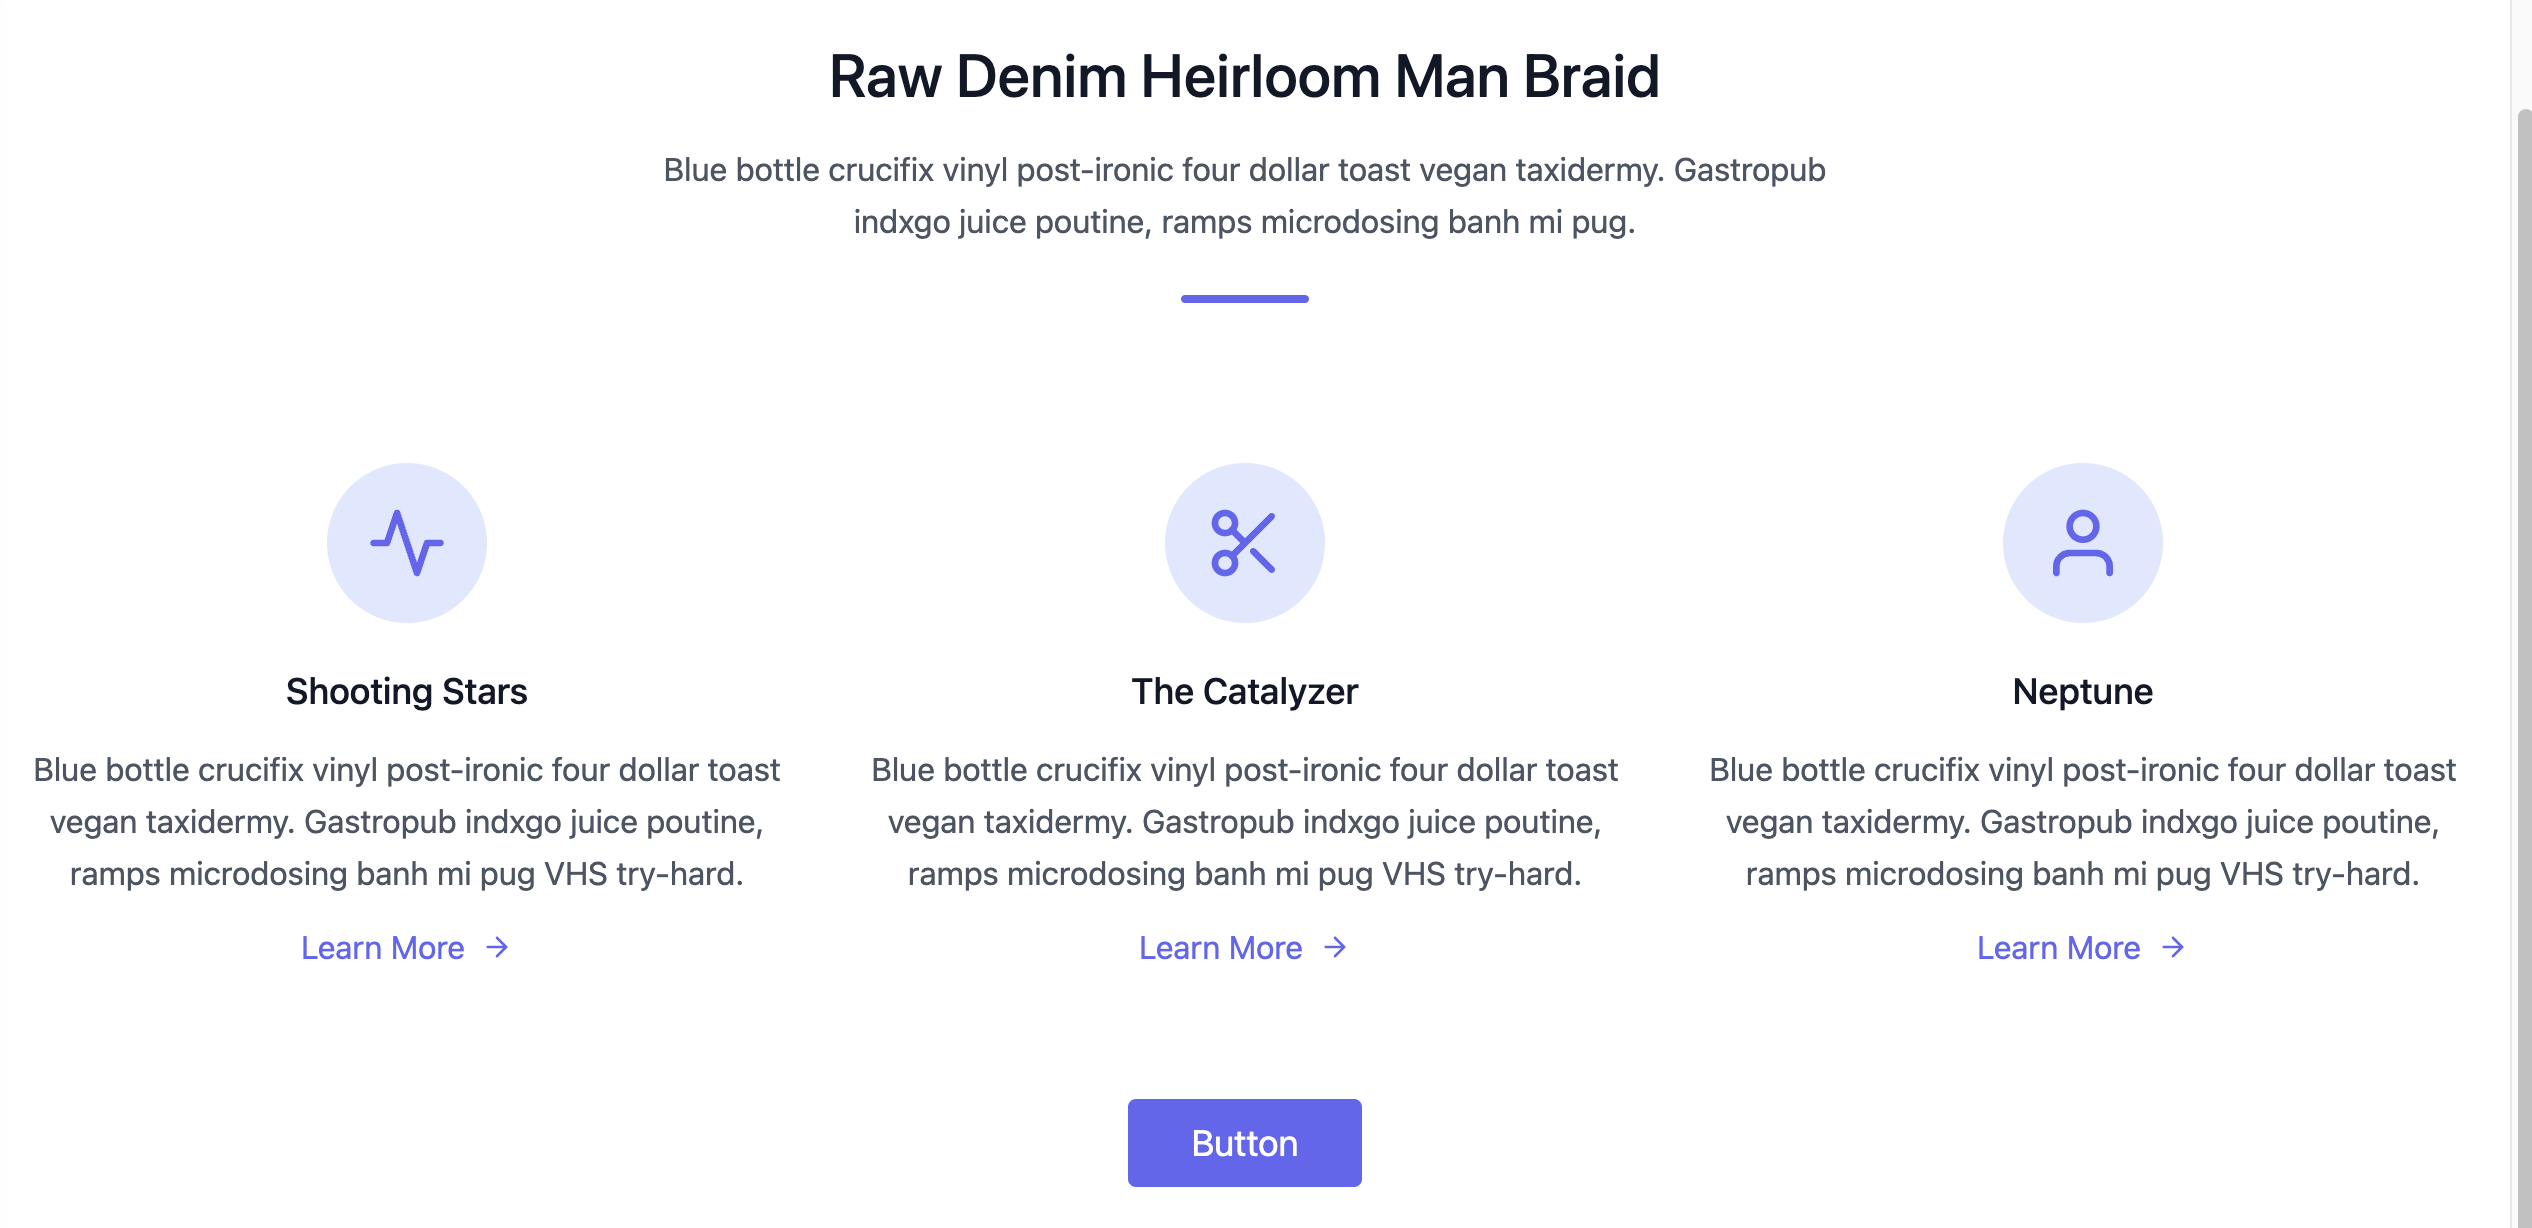 Raw Denim Heirloom Man Braid
Blue bottle crucifix vinyl post-ironic four dollar toast vegan taxidermy. Gastropub
indxgo juice poutine, ramps microdosing banh mi pug.
Shooting Stars
Blue bottle crucifix vinyl post-ironic four dollar toast
vegan taxidermy. Gastropub indxgo juice poutine,
ramps microdosing banh mi pug VHS try-hard.
Learn More
The Catalyzer
Blue bottle crucifix vinyl post-ironic four dollar toast
vegan taxidermy. Gastropub indxgo juice poutine,
ramps microdosing banh mi pug VHS try-hard.
Learn More
Neptune
Blue bottle crucifix vinyl post-ironic four dollar toast
vegan taxidermy. Gastropub indxgo juice poutine,
ramps microdosing banh mi pug VHS try-hard.
Learn More
Button